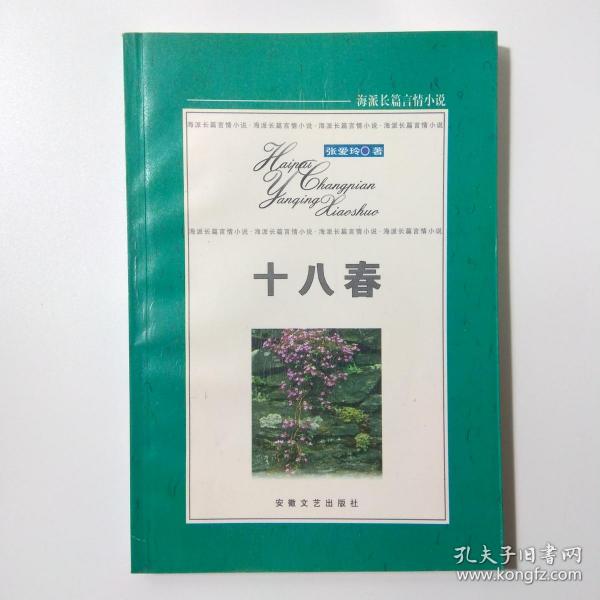 海派长篇言情小说
海派长篇言情小说·海派长篇言情小说·海派长篇言情小说·海派长篇言情小说
张爱玲 著
Haipai
Changpian
Yanqing
Xiaoshuo
海派长篇言情小说·海派长篇言情小说·海派长篇言情小说·海派长篇言情小说
十八春
安徽文艺出版社
孔夫子旧书网
www.kongfz.com